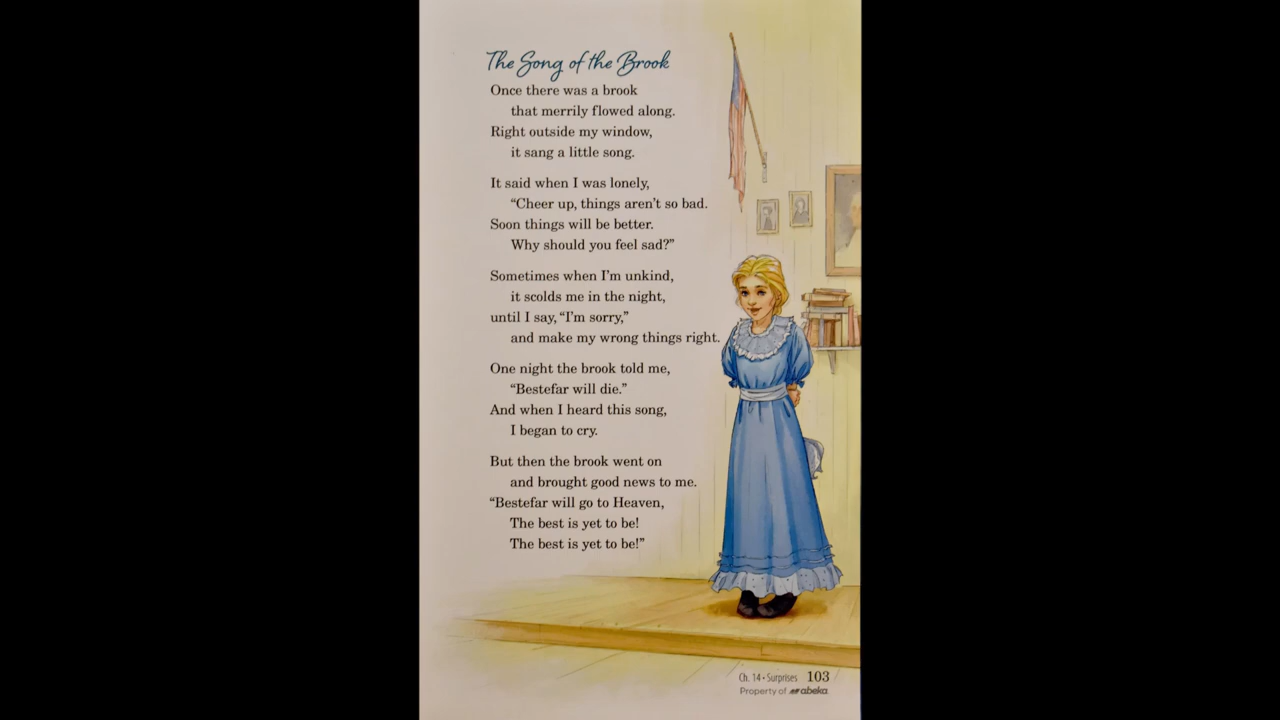 The Song of the Brook
Once there was a brook
that merrily flowed along.
Right outside my window,
it sang a little song.
It said when I was lonely,
“Cheer up, things aren’t so bad.
Soon things will be better.
Why should you feel sad?”
Sometimes when I’m unkind,
it scolds me in the night,
until I say, “I’m sorry,”
and make my wrong things right.
One night the brook told me,
“Bestefar will die.”
And when I heard this song,
I began to cry.
But then the brook went on
and brought good news to me.
“Bestefar will go to Heaven,
The best is yet to be!
The best is yet to be!”
Ch. 14 • Surprises 103
Property of abeka